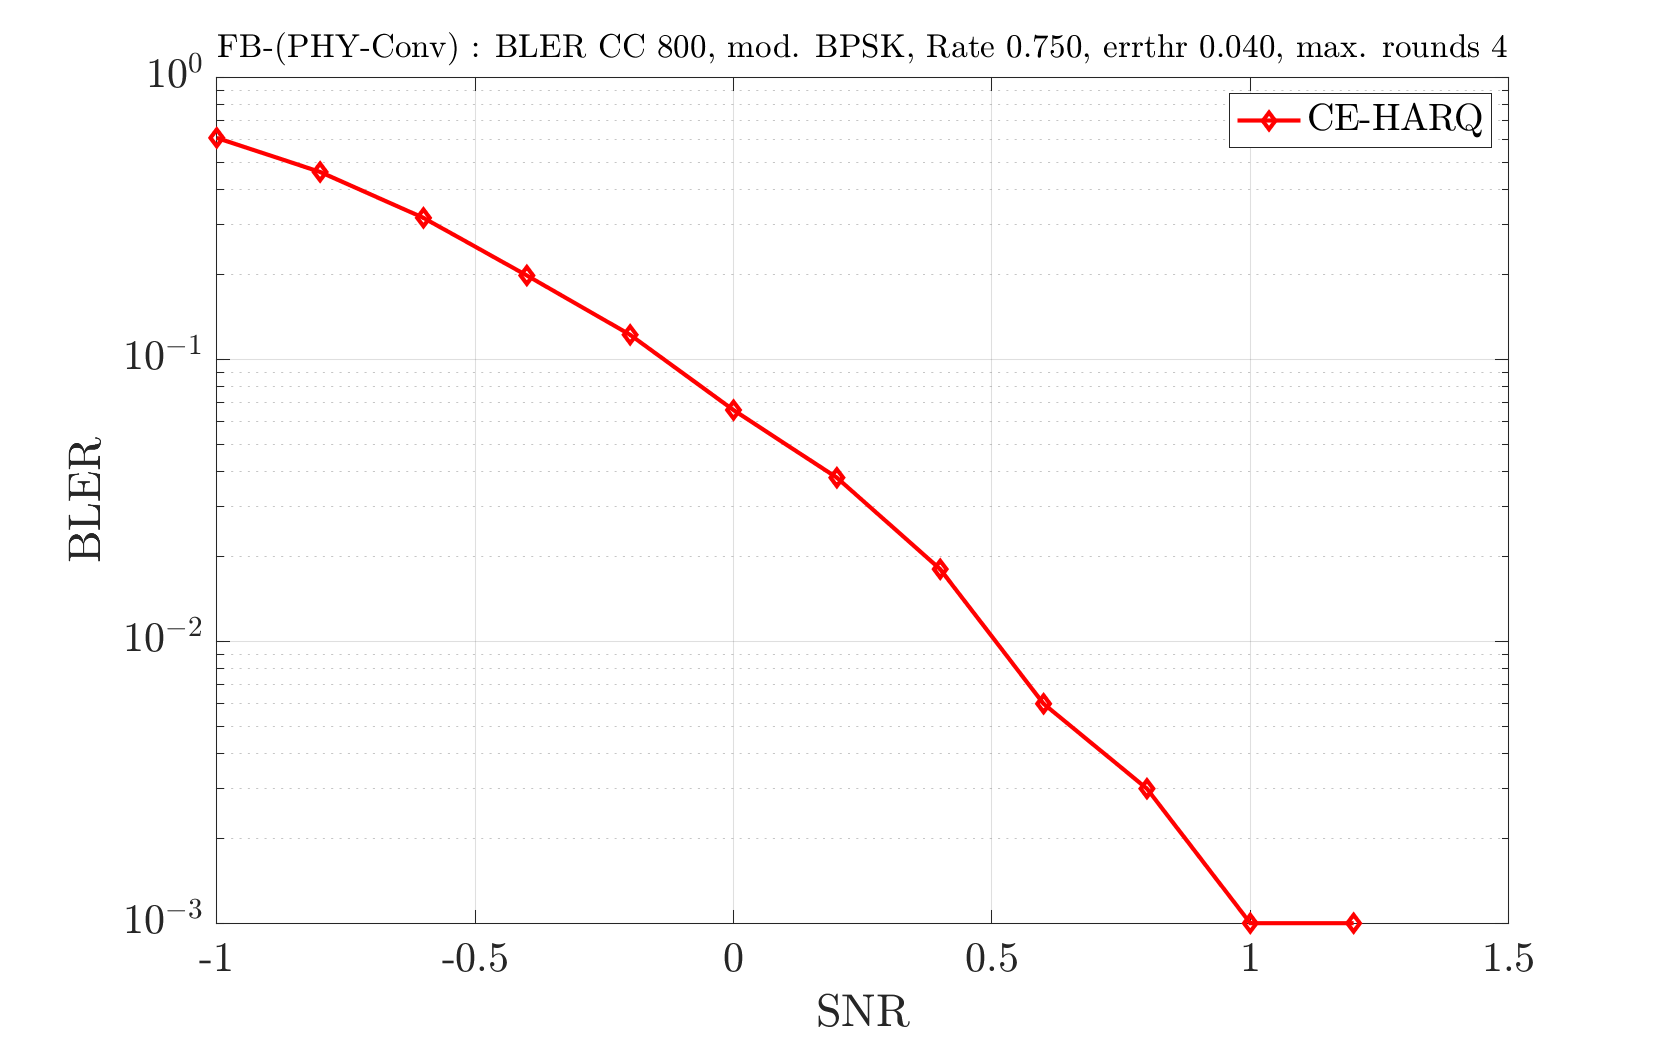 FB-(PHY-Conv) : BLER CC 800, mod. BPSK, Rate 0.750, errthr 0.040, max. rounds 4
CE-HARQ
10^0
10^{-1}
10^{-2}
10^{-3}
BLER
-1 -0.5 0 0.5 1 1.5
SNR